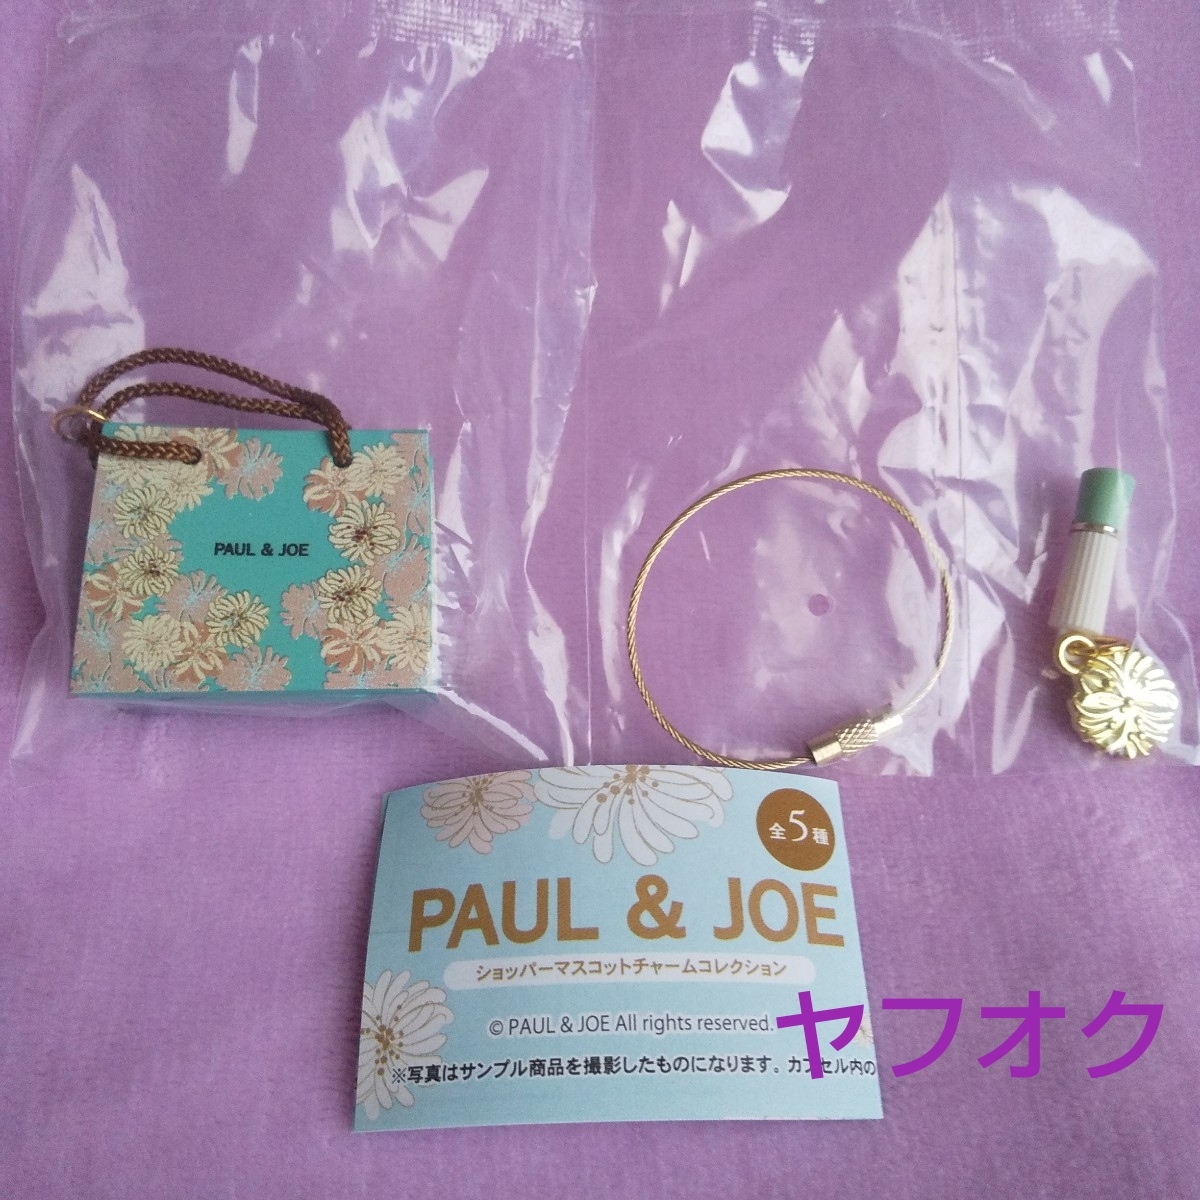 PAUL & JOE
全5種
PAUL & JOE
ショッパーマスコットチャームコレクション
© PAUL & JOE All rights reserved.
ヤフオク
※写真はサンプル商品を撮影したものになります。カプセル内の